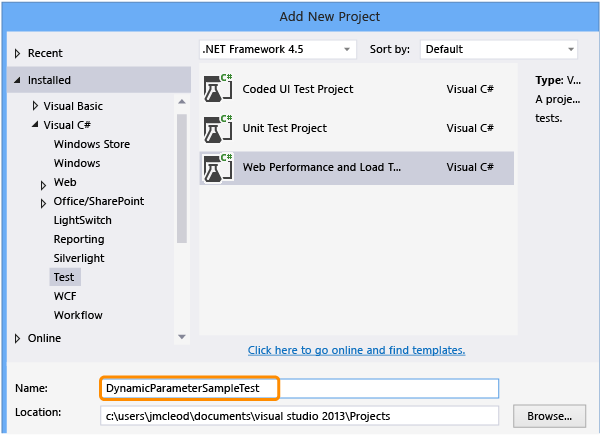 Add New Project
Recent
.NET Framework 4.5
Sort by:
Default
Installed
Visual Basic
Visual C#
Windows Store
Windows
Web
Office/SharePoint
LightSwitch
Reporting
Silverlight
Test
WCF
Workflow
Online
C#
Coded UI Test Project
Visual C#
C#
Unit Test Project
Visual C#
C#
Web Performance and Load T...
Visual C#
Type: V...
A proje...
tests.
Click here to go online and find templates.
Name:
DynamicParameterSampleTest
Location:
c:\users\jmcleod\documents\visual studio 2013\Projects
Browse...